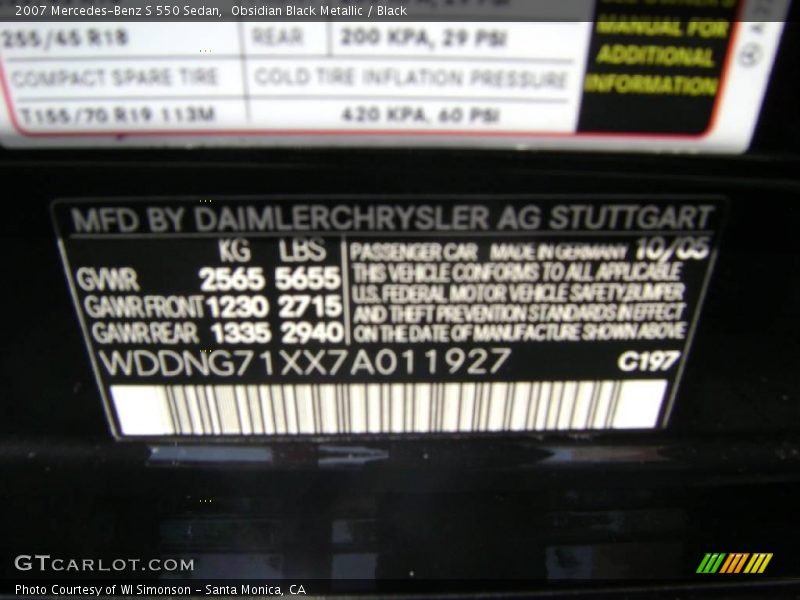 2007 Mercedes-Benz S 550 Sedan, Obsidian Black Metallic / Black
255/45 R18 REAR 200 KPA, 29 PSI
MANUAL FOR
ADDITIONAL
INFORMATION
COMPACT SPARE TIRE COLD TIRE INFLATION PRESSURE
T155/70 R19 113M 420 KPA, 60 PSI
MFD BY DAIMLERCHRYSLER AG STUTTGART
KG LBS
GVWR 2565 5655
GAWR FRONT 1230 2715
GAWR REAR 1335 2940
PASSENGER CAR MADE IN GERMANY 10/05
THIS VEHICLE CONFORMS TO ALL APPLICABLE
U.S. FEDERAL MOTOR VEHICLE SAFETY, BUMPER
AND THEFT PREVENTION STANDARDS IN EFFECT
ON THE DATE OF MANUFACTURE SHOWN ABOVE
WDDNG71XX7A011927 C197
GTCARLOT.COM
Photo Courtesy of WI Simonson - Santa Monica, CA